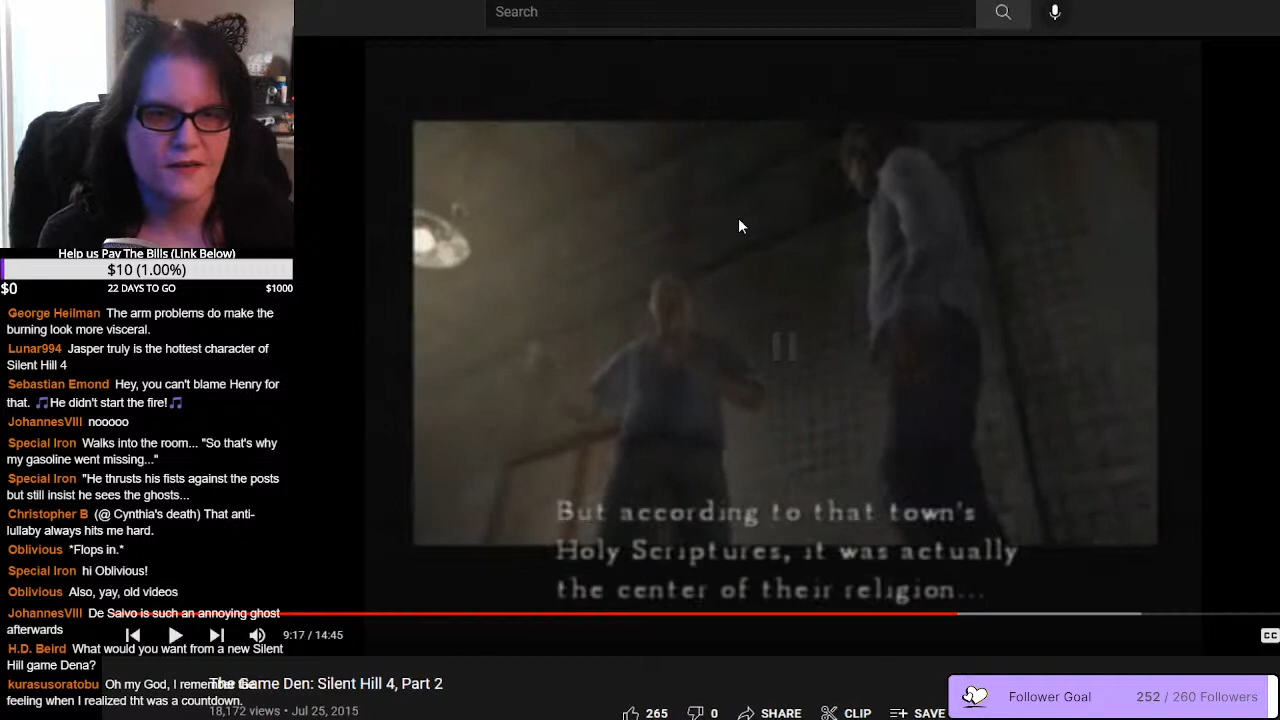 Search
Help us Pay The Bills (Link Below)
$10 (1.00%)
$0 22 DAYS TO GO $1000
George Heilman The arm problems do make the
burning look more visceral.
Lunar994 Jasper truly is the hottest character of
Silent Hill 4
Sebastian Emond Hey, you can't blame Henry for
that. 🎵He didn't start the fire!🎵
JohannesVIII noooo
Special Iron Walks into the room... "So that's why
my gasoline went missing..."
Special Iron "He thrusts his fists against the posts
but still insist he sees the ghosts...
Christopher B (@ Cynthia's death) That anti-
lullaby always hits me hard.
Oblivious *Flops in.*
Special Iron hi Oblivious!
Oblivious Also, yay, old videos
JohannesVIII De Salvo is such an annoying ghost
afterwards
H.D. Beird What would you want from a new Silent
Hill game Dena?
kurasusoratobu Oh my God, I remember the
feeling when I realized tht was a countdown.
But according to that town's
Holy Scriptures, it was actually
the center of their religion...
9:17 / 14:45
CC
The Game Den: Silent Hill 4, Part 2
18,172 views • Jul 25, 2015
265 0 SHARE CLIP SAVE
Follower Goal 252 / 260 Followers